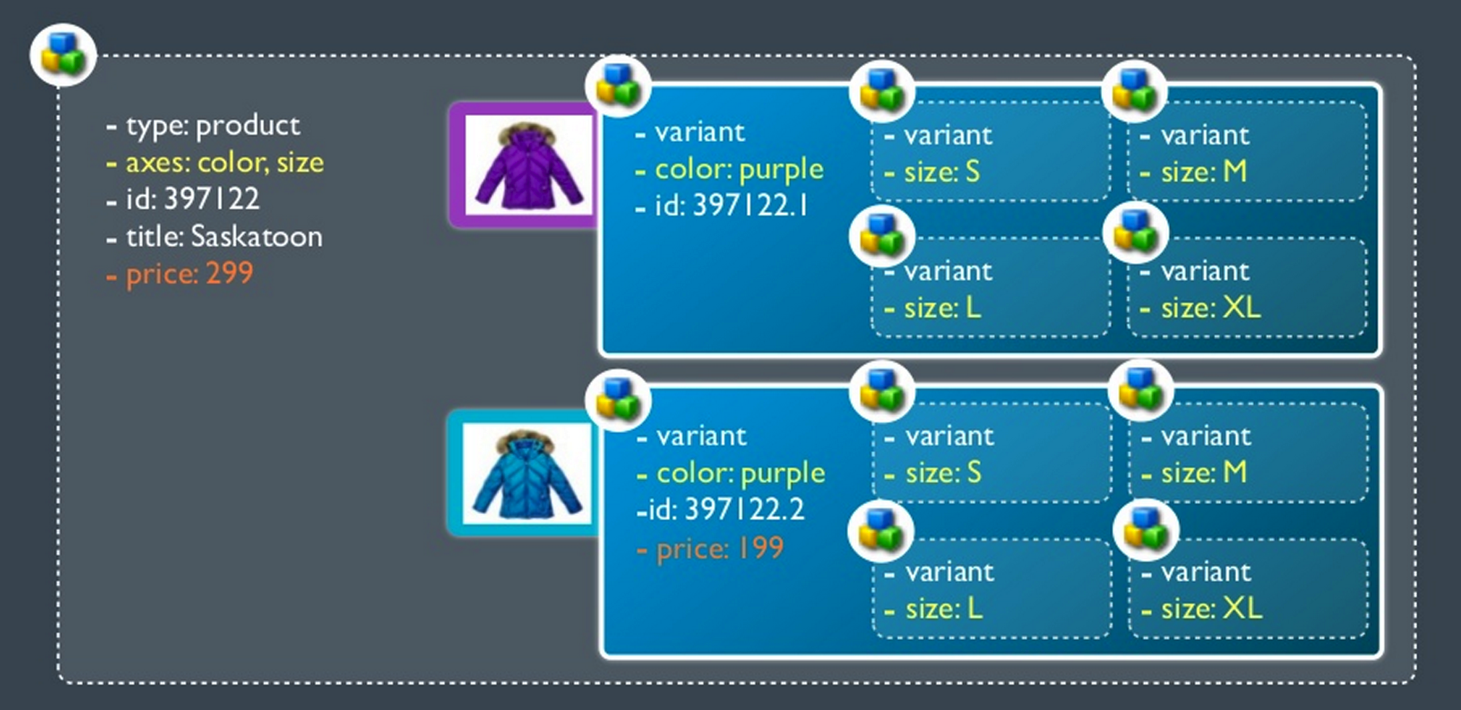 - type: product
- axes: color, size
- id: 397122
- title: Saskatoon
- price: 299
- variant
- color: purple
- id: 397122.1
- variant
- size: S
- variant
- size: M
- variant
- size: L
- variant
- size: XL
- variant
- color: purple
-id: 397122.2
- price: 199
- variant
- size: S
- variant
- size: M
- variant
- size: L
- variant
- size: XL